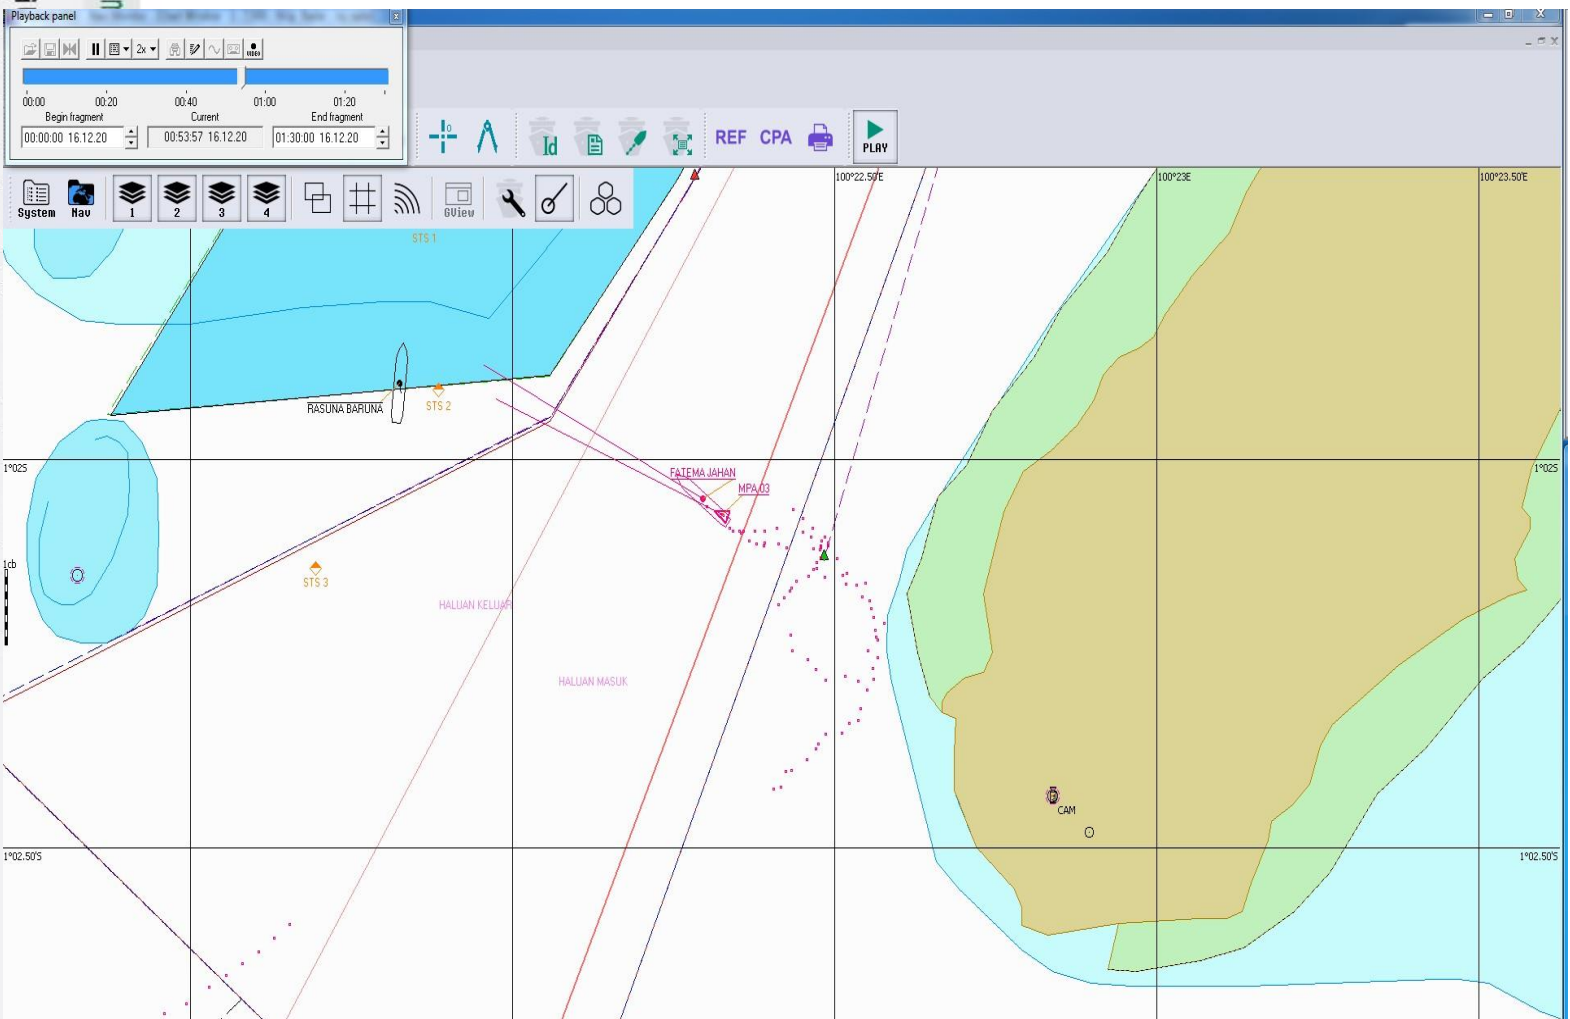 Playback panel
2x
VIDEO
00:00 00:20 00:40 01:00 01:20
Begin fragment Current End fragment
00:00:00 16.12.20 00:53:57 16.12.20 01:30:00 16.12.20
Id REF CPA PLAY
System Nav 1 2 3 4 GView
100°22.50'E 100°23'E 100°23.50'E
STS 1
RASUNA BARUNA
STS 2
1°02S 1°02S
FATEMA JAHAN
MPA 03
1cb
STS 3
HALUAN KELUAR
HALUAN MASUK
CAM
1°02.50'S 1°02.50'S